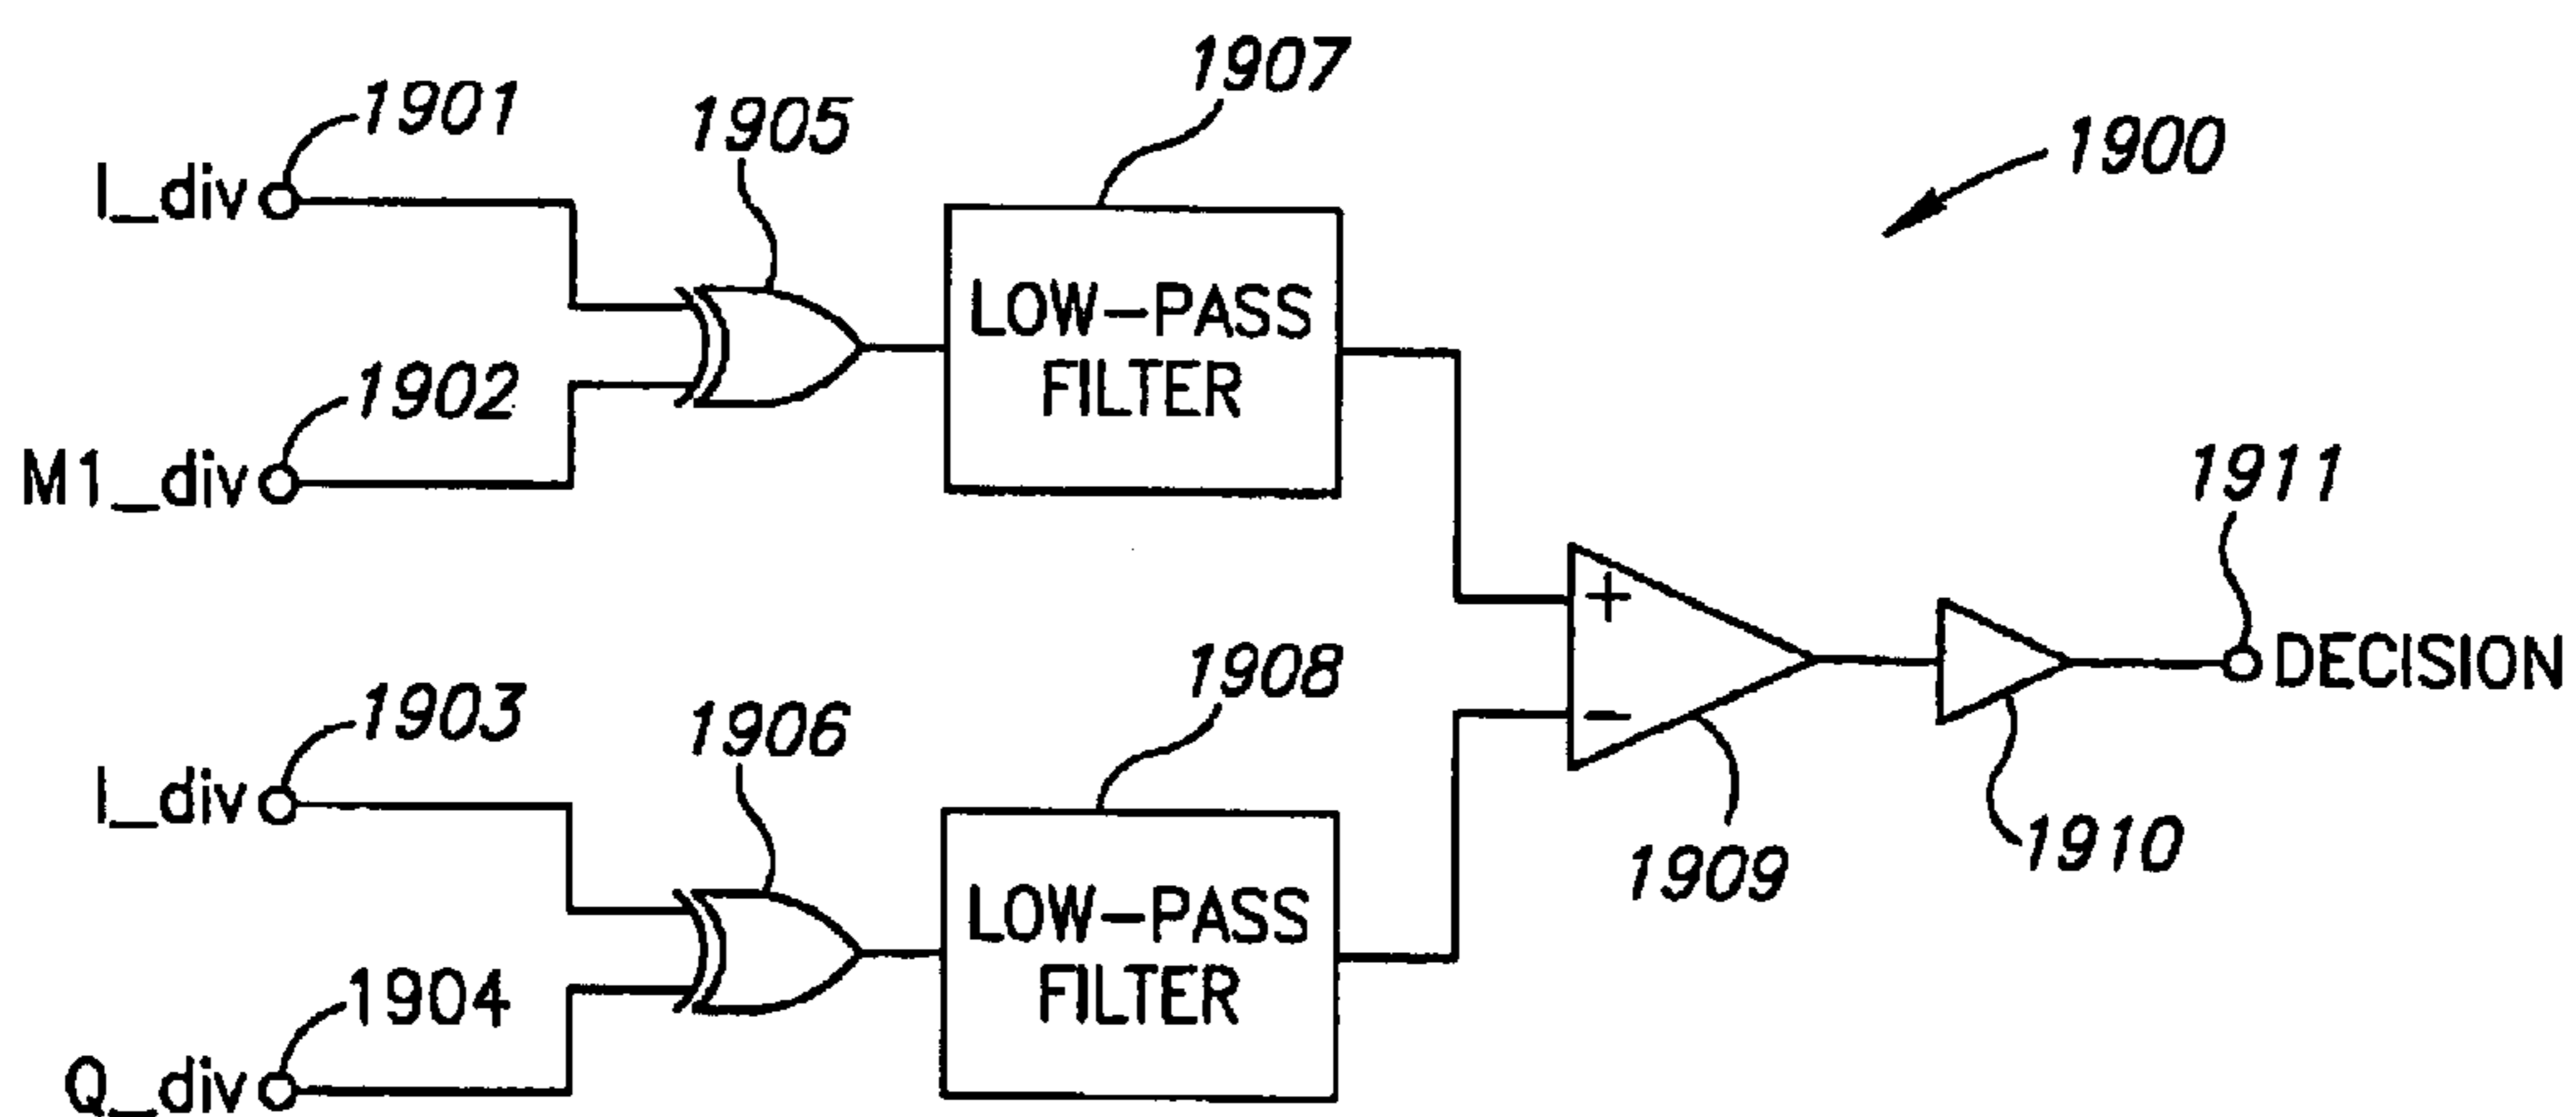 1907
1901
1905
1900
I_div
LOW-PASS
FILTER
1902
M1_div
1911
1903
1906
1908
+
-
DECISION
I_div
1909
1910
LOW-PASS
FILTER
1904
Q_div